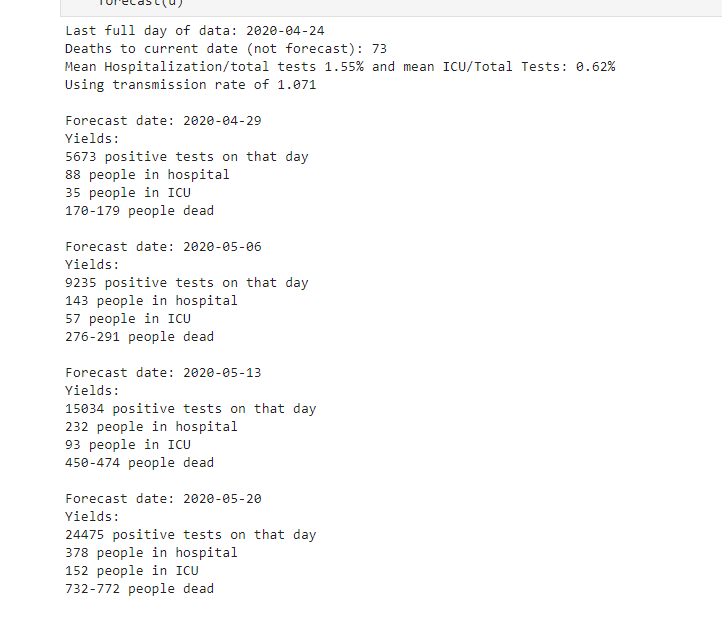 forecast(d)
Last full day of data: 2020-04-24
Deaths to current date (not forecast): 73
Mean Hospitalization/total tests 1.55% and mean ICU/Total Tests: 0.62%
Using transmission rate of 1.071
Forecast date: 2020-04-29
Yields:
5673 positive tests on that day
88 people in hospital
35 people in ICU
170-179 people dead
Forecast date: 2020-05-06
Yields:
9235 positive tests on that day
143 people in hospital
57 people in ICU
276-291 people dead
Forecast date: 2020-05-13
Yields:
15034 positive tests on that day
232 people in hospital
93 people in ICU
450-474 people dead
Forecast date: 2020-05-20
Yields:
24475 positive tests on that day
378 people in hospital
152 people in ICU
732-772 people dead